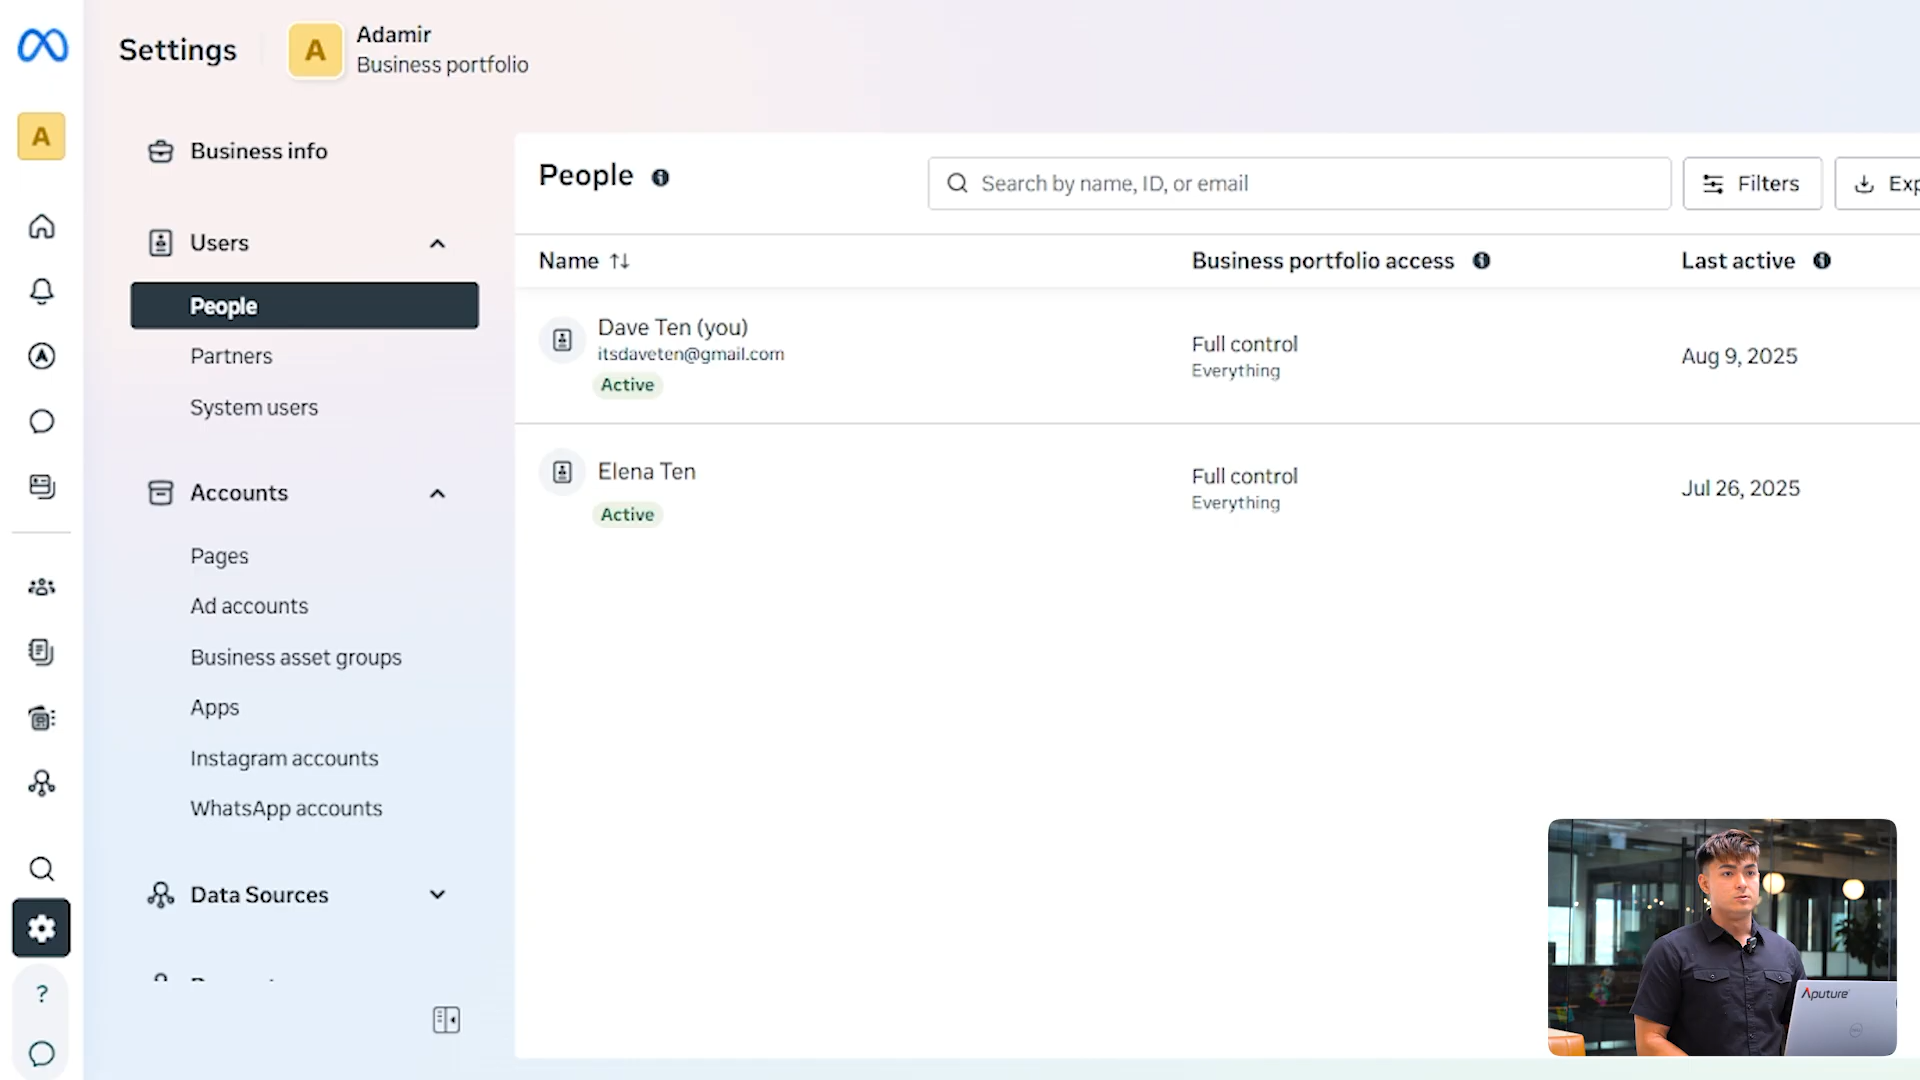 Settings
A
Adamir
Business portfolio
A
Business info
Users
People
Partners
System users
Accounts
Pages
Ad accounts
Business asset groups
Apps
Instagram accounts
WhatsApp accounts
Data Sources
?
People
Search by name, ID, or email
Filters
Exp
Name
Business portfolio access
Last active
Dave Ten (you)
itsdaveten@gmail.com
Active
Full control
Everything
Aug 9, 2025
Elena Ten
Active
Full control
Everything
Jul 26, 2025
Aputure